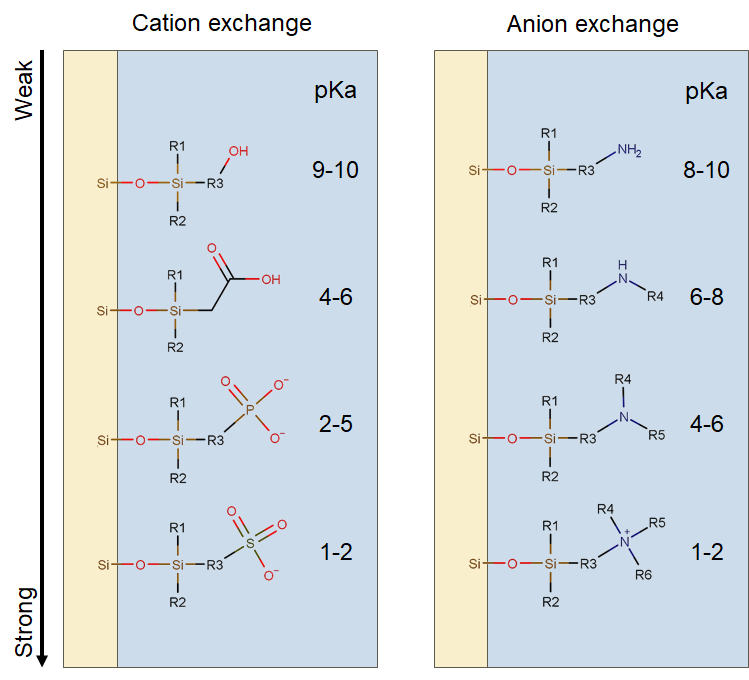 Cation exchange
Anion exchange
Weak
Strong
pKa
R1
OH
Si O Si R3
R2
9-10
O
R1
OH
Si O Si
R2
4-6
R1
O
O⁻
P
Si O Si R3
O⁻
R2
2-5
R1
O
O
S
Si O Si R3
O⁻
R2
1-2
pKa
R1
NH₂
Si O Si R3
R2
8-10
R1
H
N
Si O Si R3
R4
R2
6-8
R4
R1
N
Si O Si R3
R5
R2
4-6
R4
R1
N⁺
R5
Si O Si R3
R6
R2
1-2